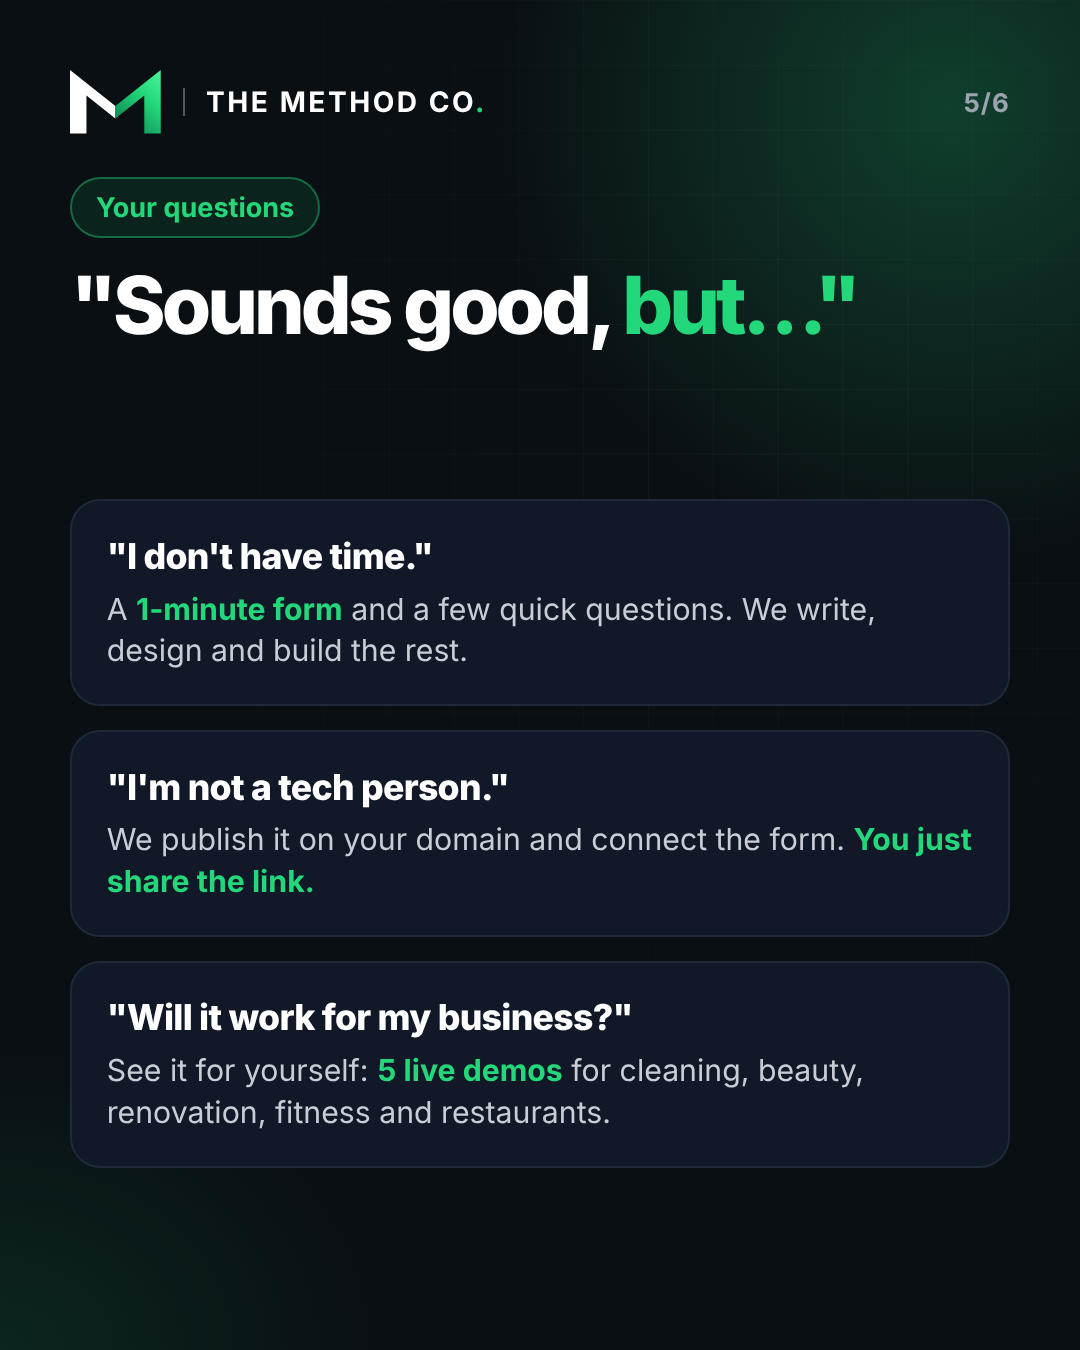 THE METHOD CO.
5/6
Your questions
"Sounds good, but…"
"I don't have time."
A 1-minute form and a few quick questions. We write,
design and build the rest.
"I'm not a tech person."
We publish it on your domain and connect the form. You just
share the link.
"Will it work for my business?"
See it for yourself: 5 live demos for cleaning, beauty,
renovation, fitness and restaurants.